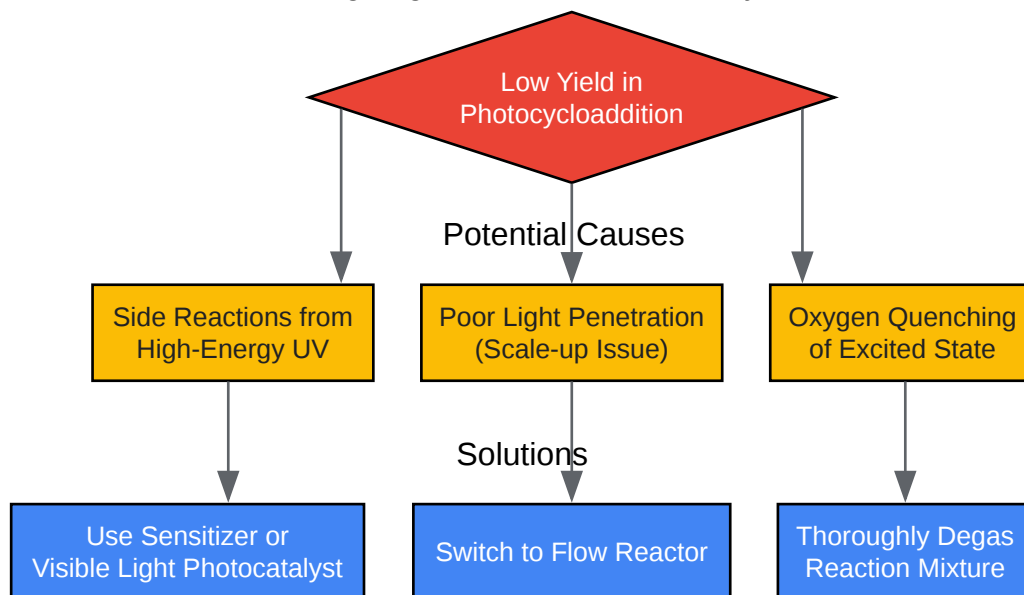 Low Yield in
Photocycloaddition
Potential Causes
Side Reactions from
High-Energy UV
Poor Light Penetration
(Scale-up Issue)
Oxygen Quenching
of Excited State
Solutions
Use Sensitizer or
Visible Light Photocatalyst
Switch to Flow Reactor
Thoroughly Degas
Reaction Mixture